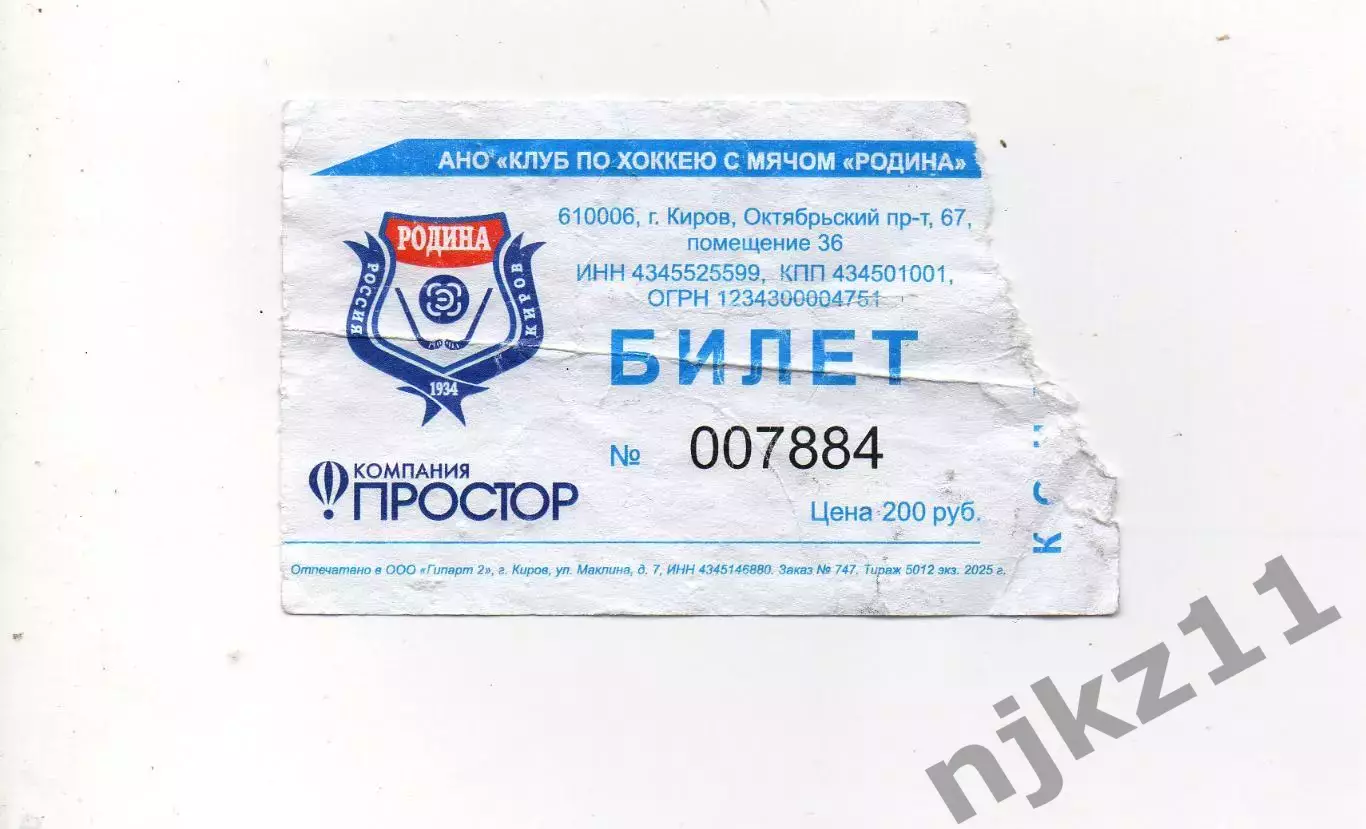 АНО «КЛУБ ПО ХОККЕЮ С МЯЧОМ «РОДИНА»
610006, г. Киров, Октябрьский пр-т, 67,
помещение 36
ИНН 4345525599, КПП 434501001,
ОГРН 1234300004751
РОДИНА
РОССИЯ
КИРОВ
1934
БИЛЕТ
№ 007884
КОМПАНИЯ
ПРОСТОР
Цена 200 руб.
КО
Отпечатано в ООО «Гипарт 2», г. Киров, ул. Маклина, д. 7, ИНН 4345146880. Заказ № 747. Тираж 5012 экз. 2025 г.
njkz11